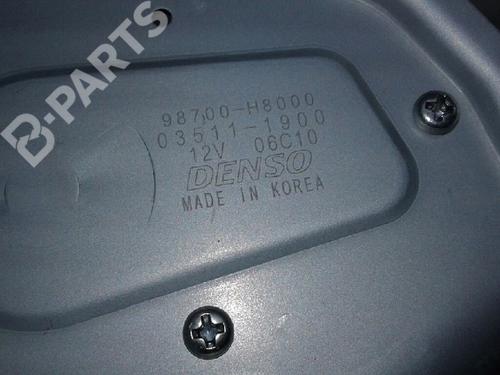 B-PARTS
98700-H8000
03511-1900
12V 06C10
DENSO
MADE IN KOREA